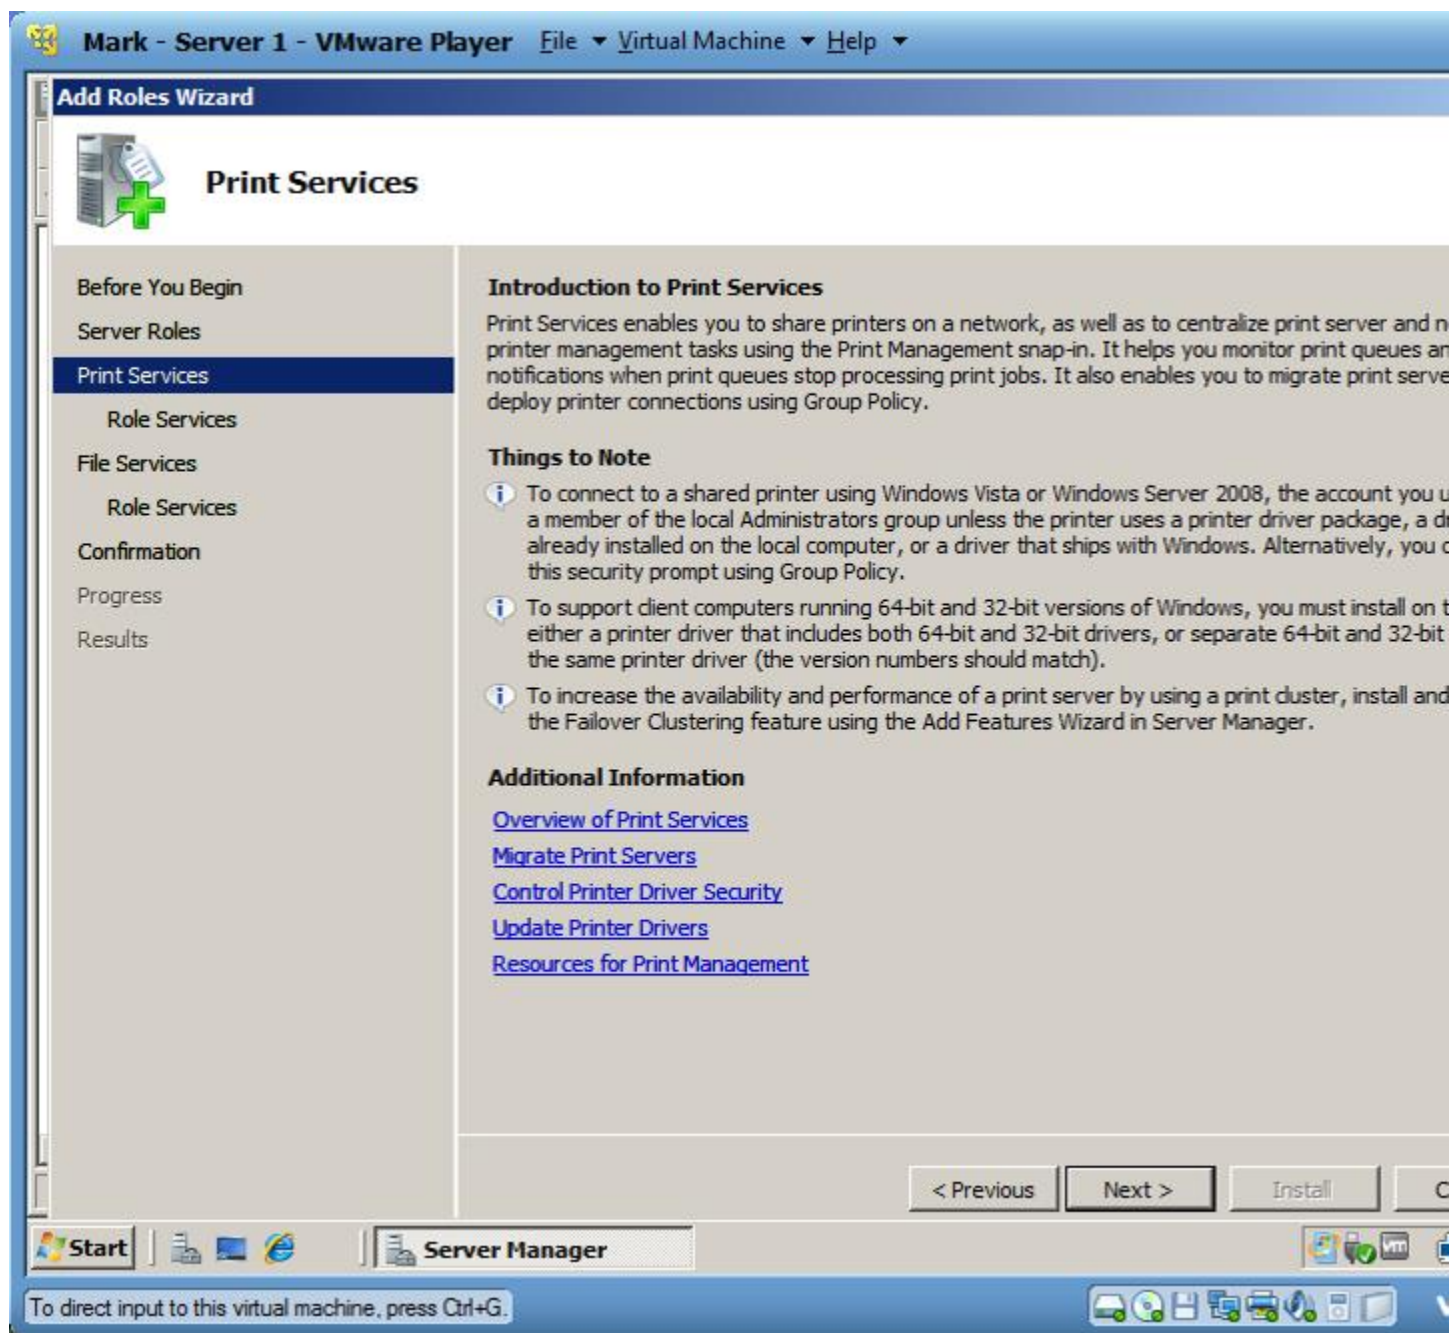 Mark - Server 1 - VMware Player File Virtual Machine Help
Add Roles Wizard
Print Services
Before You Begin
Server Roles
Print Services
Role Services
File Services
Role Services
Confirmation
Progress
Results
Introduction to Print Services
Print Services enables you to share printers on a network, as well as to centralize print server and
printer management tasks using the Print Management snap-in. It helps you monitor print queues
notifications when print queues stop processing print jobs. It also enables you to migrate print
deploy printer connections using Group Policy.
Things to Note
To connect to a shared printer using Windows Vista or Windows Server 2008, the account you
a member of the local Administrators group unless the printer uses a printer driver package, a
already installed on the local computer, or a driver that ships with Windows. Alternatively, you
this security prompt using Group Policy.
To support client computers running 64-bit and 32-bit versions of Windows, you must install on
either a printer driver that includes both 64-bit and 32-bit drivers, or separate 64-bit and 32-bit
the same printer driver (the version numbers should match).
To increase the availability and performance of a print server by using a print cluster, install and
the Failover Clustering feature using the Add Features Wizard in Server Manager.
Additional Information
Overview of Print Services
Migrate Print Servers
Control Printer Driver Security
Update Printer Drivers
Resources for Print Management
< Previous Next > Install
Start Server Manager
To direct input to this virtual machine, press Ctrl+G.